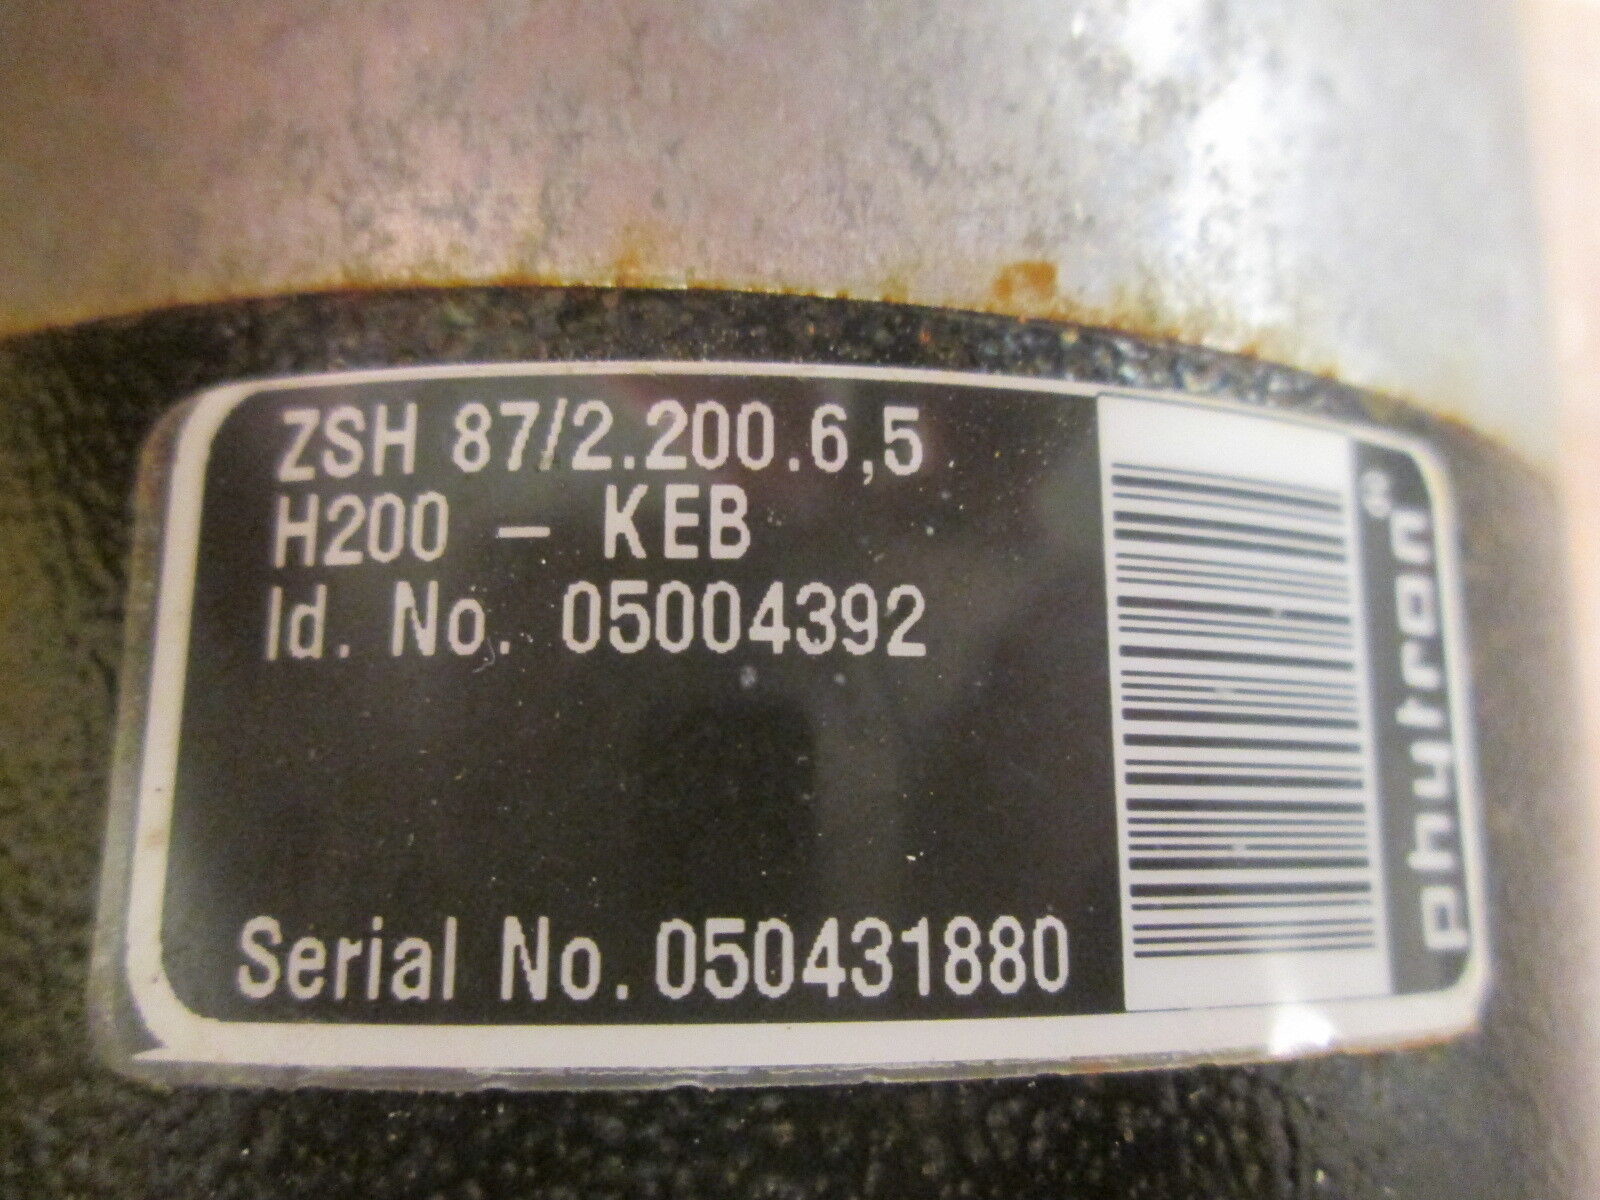 ZSH 87/2.200.6,5
H200 – KEB
Id. No. 05004392
Serial No. 050431880
phytron®